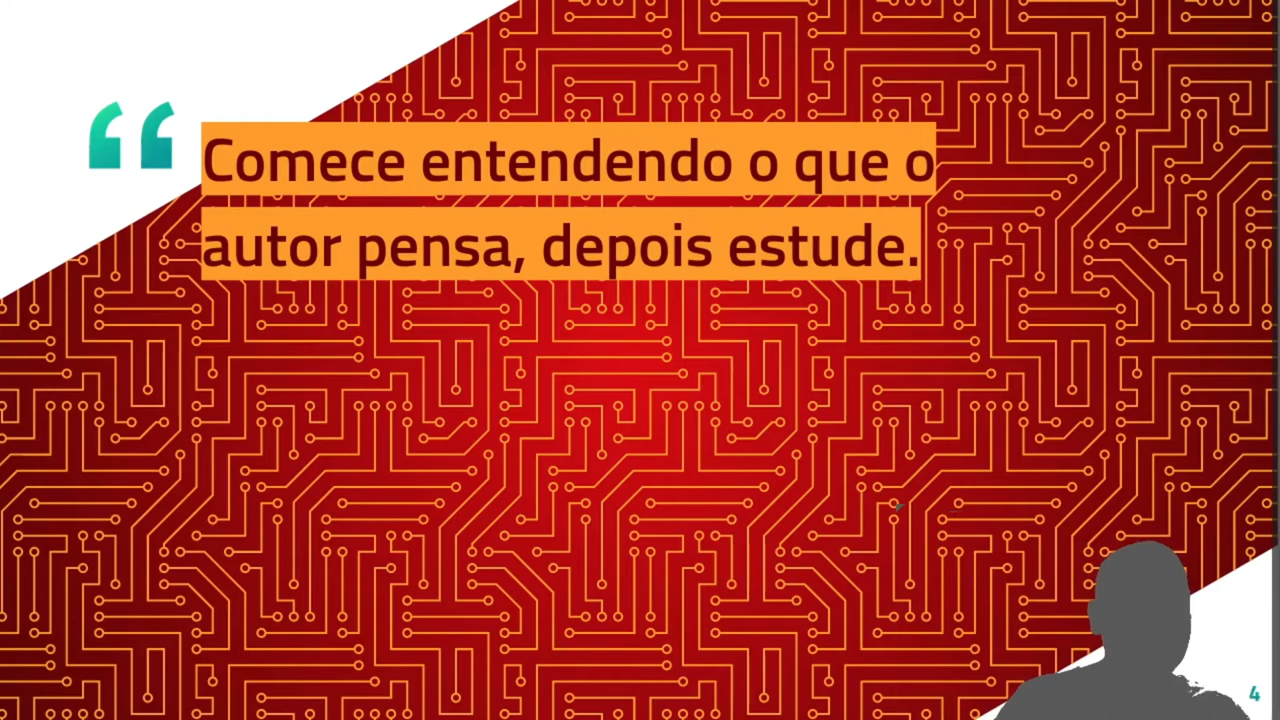 “
Comece entendendo o que o
autor pensa, depois estude.
4